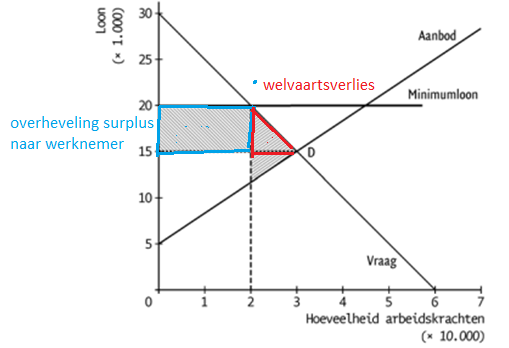 Loon
(× 1.000)
30
25
20
15
10
5
0
1
2
3
4
5
6
7
Aanbod
Minimumloon
welvaartsverlies
overheveling surplus
naar werknemer
D
Vraag
Hoeveelheid arbeidskrachten
(× 10.000)